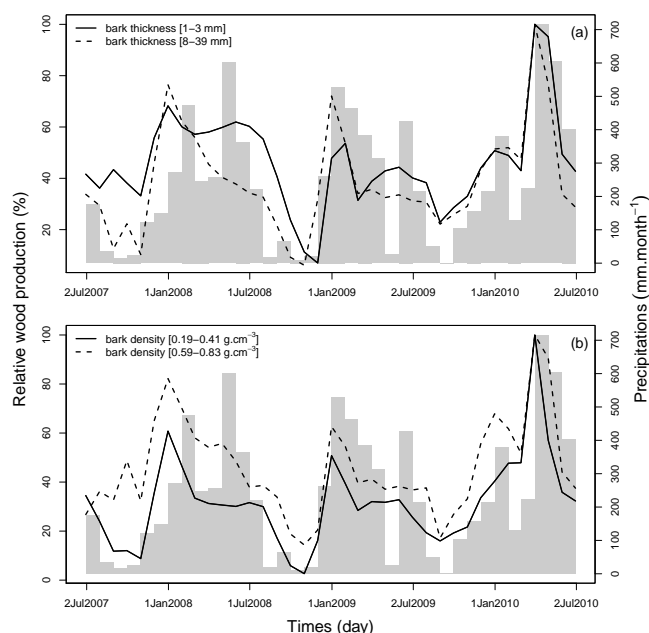 bark thickness [1−3 mm]
bark thickness [8−39 mm]
(a)
100
80
60
40
20
700
600
500
400
300
200
100
0
2Jul2007
1Jan2008
1Jul2008
1Jan2009
2Jul2009
1Jan2010
2Jul2010
bark density [0.19−0.41 g.cm⁻³]
bark density [0.59−0.83 g.cm⁻³]
(b)
100
80
60
40
20
0
700
600
500
400
300
200
100
0
2Jul2007
1Jan2008
1Jul2008
1Jan2009
2Jul2009
1Jan2010
2Jul2010
Relative wood production (%)
Precipitations (mm.month⁻¹)
Times (day)